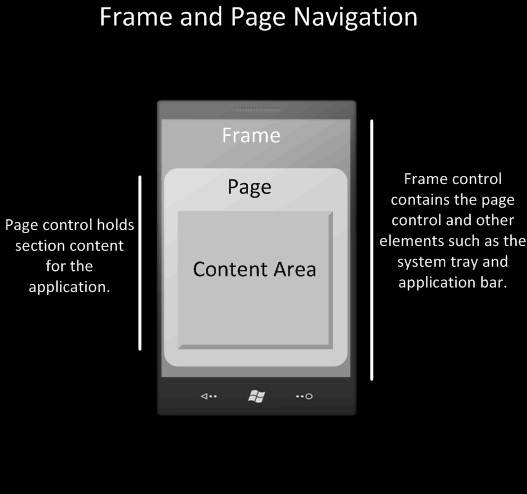 Frame and Page Navigation
Frame
Page
Content Area
Page control holds
section content
for the
application.
Frame control
contains the page
control and other
elements such as the
system tray and
application bar.